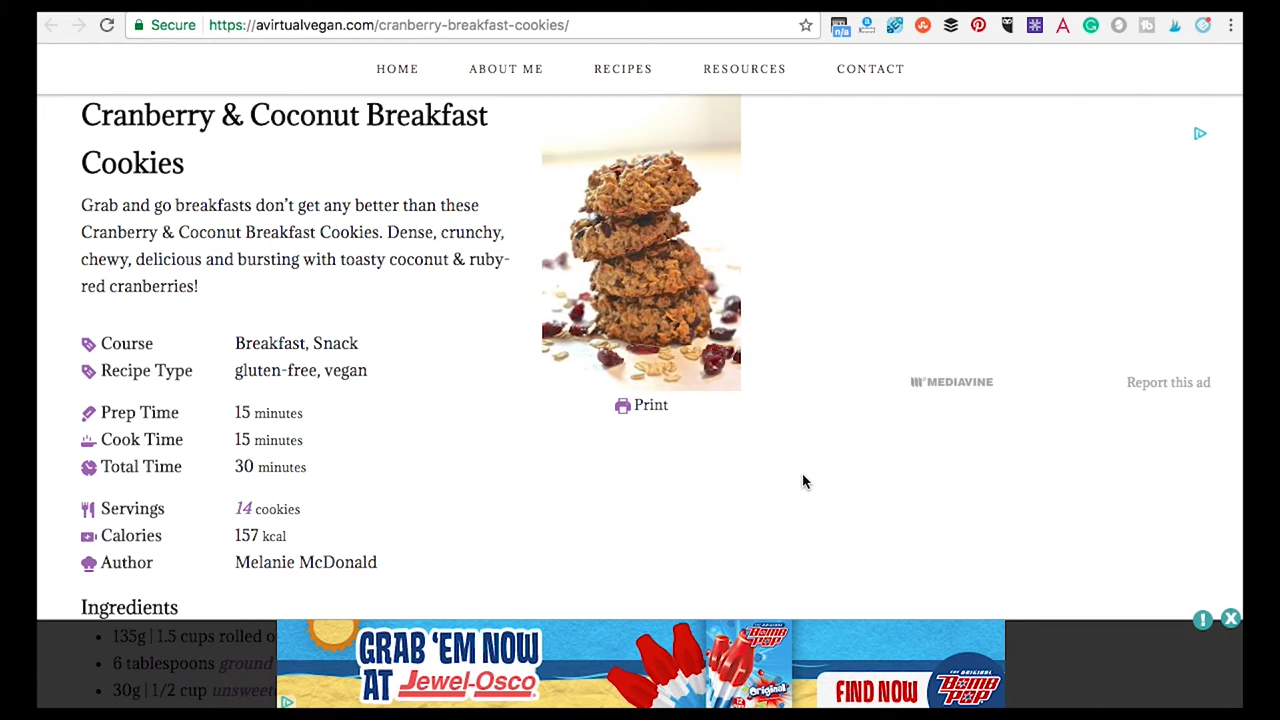 Secure https://avirtualvegan.com/cranberry-breakfast-cookies/
n/a
HOME ABOUT ME RECIPES RESOURCES CONTACT
Cranberry & Coconut Breakfast
Cookies
Grab and go breakfasts don’t get any better than these
Cranberry & Coconut Breakfast Cookies. Dense, crunchy,
chewy, delicious and bursting with toasty coconut & ruby-
red cranberries!
Course Breakfast, Snack
Recipe Type gluten-free, vegan
Prep Time 15 minutes
Cook Time 15 minutes
Total Time 30 minutes
Servings 14 cookies
Calories 157 kcal
Author Melanie McDonald
Print
MEDIAVINE Report this ad
Ingredients
135g | 1.5 cups rolled
6 tablespoons ground
30g | 1/2 cup
GRAB 'EM NOW
AT Jewel-Osco
THE ORIGINAL
BOMB POP
Original
FIND NOW